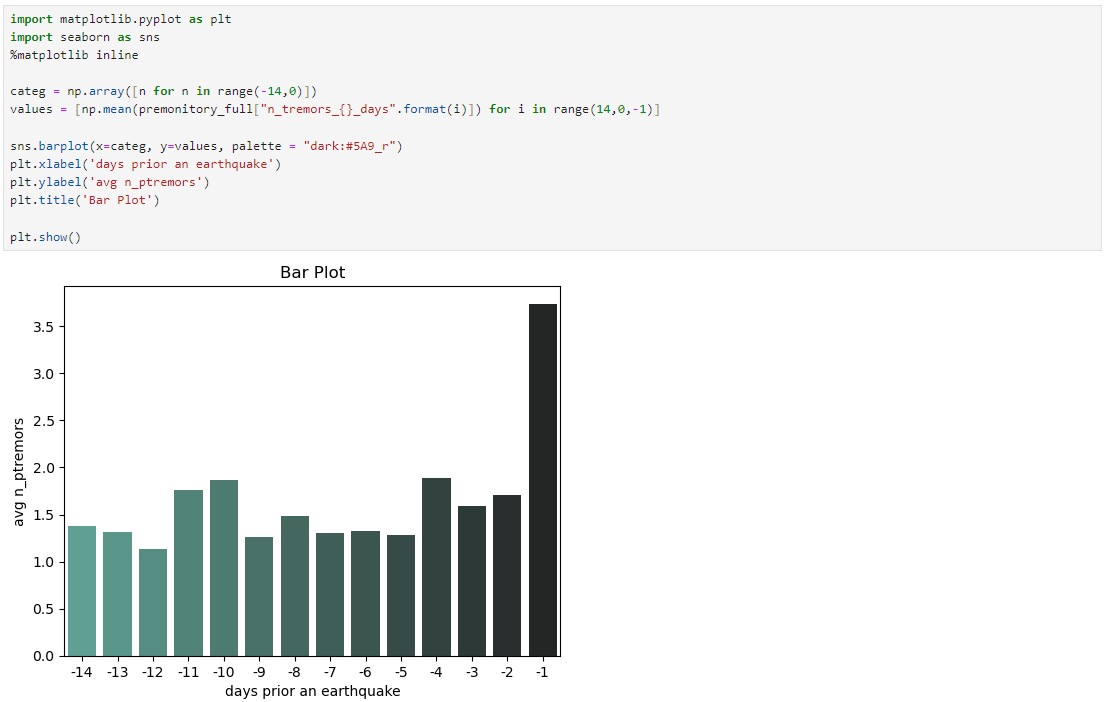 import matplotlib.pyplot as plt
import seaborn as sns
%matplotlib inline
categ = np.array([n for n in range(-14,0)])
values = [np.mean(premonitory_full["n_tremors_{}_days".format(i)]) for i in range(14,0,-1)]
sns.barplot(x=categ, y=values, palette = "dark:#5A9_r")
plt.xlabel('days prior an earthquake')
plt.ylabel('avg n_ptremors')
plt.title('Bar Plot')
plt.show()
Bar Plot
avg n_ptremors
3.5
3.0
2.5
2.0
1.5
1.0
0.5
0.0
-14 -13 -12 -11 -10 -9 -8 -7 -6 -5 -4 -3 -2 -1
days prior an earthquake